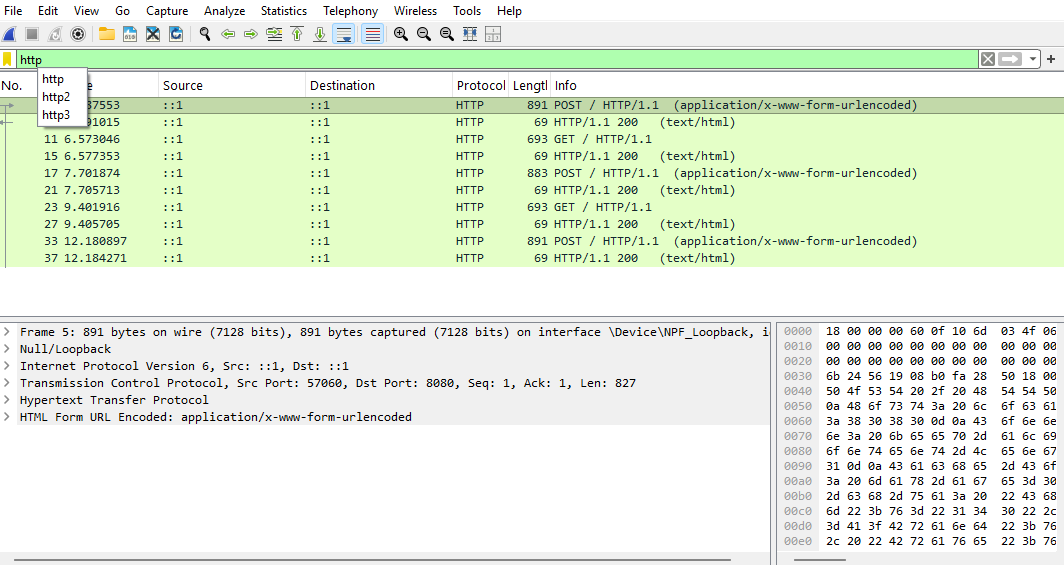 File Edit View Go Capture Analyze Statistics Telephony Wireless Tools Help
http
http
http2
http3
No. Source Destination Protocol Lengtl Info
37553 ::1 ::1 HTTP 891 POST / HTTP/1.1 (application/x-www-form-urlencoded)
91015 ::1 ::1 HTTP 69 HTTP/1.1 200 (text/html)
11 6.573046 ::1 ::1 HTTP 693 GET / HTTP/1.1
15 6.577353 ::1 ::1 HTTP 69 HTTP/1.1 200 (text/html)
17 7.701874 ::1 ::1 HTTP 883 POST / HTTP/1.1 (application/x-www-form-urlencoded)
21 7.705713 ::1 ::1 HTTP 69 HTTP/1.1 200 (text/html)
23 9.401916 ::1 ::1 HTTP 693 GET / HTTP/1.1
27 9.405705 ::1 ::1 HTTP 69 HTTP/1.1 200 (text/html)
33 12.180897 ::1 ::1 HTTP 891 POST / HTTP/1.1 (application/x-www-form-urlencoded)
37 12.184271 ::1 ::1 HTTP 69 HTTP/1.1 200 (text/html)
Frame 5: 891 bytes on wire (7128 bits), 891 bytes captured (7128 bits) on interface \Device\NPF_Loopback,
Null/Loopback
Internet Protocol Version 6, Src: ::1, Dst: ::1
Transmission Control Protocol, Src Port: 57060, Dst Port: 8080, Seq: 1, Ack: 1, Len: 827
Hypertext Transfer Protocol
HTML Form URL Encoded: application/x-www-form-urlencoded
0000 18 00 00 00 60 0f 10 6d 03 4f 06
0010 00 00 00 00 00 00 00 00 00 00 00
0020 00 00 00 00 00 00 00 00 00 00 00
0030 6b 24 56 19 08 b0 fa 28 50 18 00
0040 50 4f 53 54 20 2f 20 48 54 54 50
0050 0a 48 6f 73 74 3a 20 6c 6f 63 61
0060 3a 38 30 38 30 0d 0a 43 6f 6e 6e
0070 6e 3a 20 6b 65 65 70 2d 61 6c 69
0080 6f 6e 74 65 6e 74 2d 4c 65 6e 67
0090 31 0d 0a 43 61 63 68 65 2d 43 6f
00a0 3a 20 6d 61 78 2d 61 67 65 3d 30
00b0 2d 63 68 2d 75 61 3a 20 22 43 68
00c0 6d 22 3b 76 3d 22 31 34 30 22 2c
00d0 3d 41 3f 42 72 61 6e 64 22 3b 76
00e0 2c 20 22 42 72 61 76 65 22 3b 76